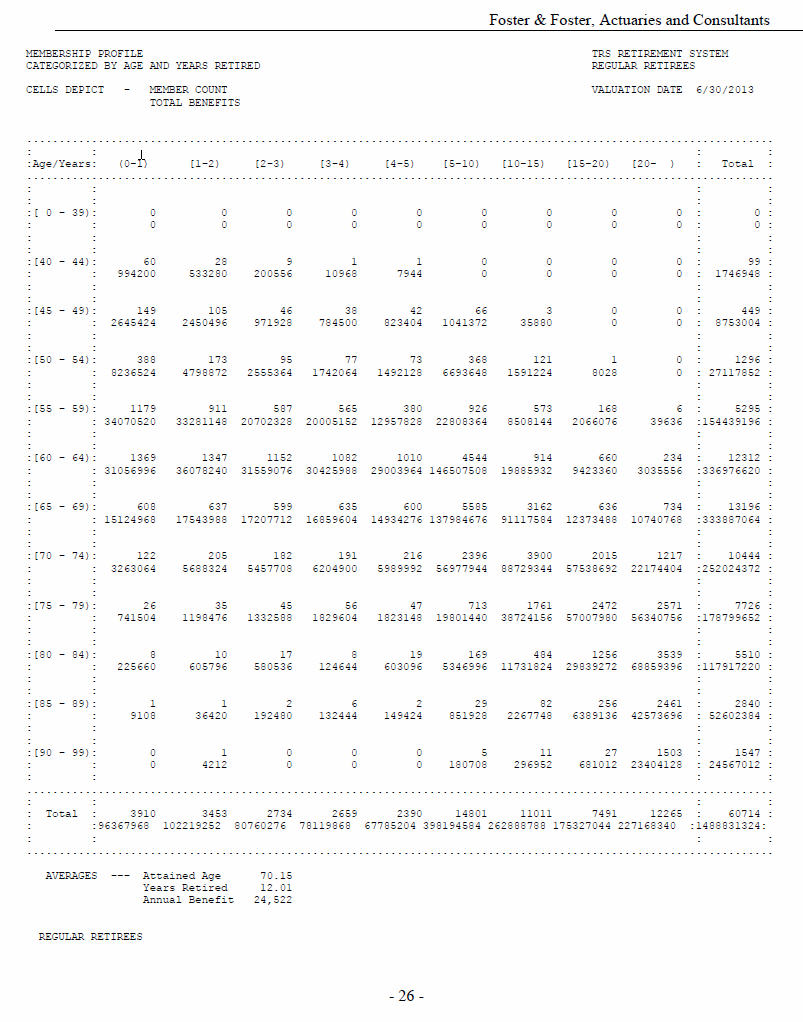 Foster & Foster, Actuaries and Consultants
MEMBERSHIP PROFILE TRS RETIREMENT SYSTEM
CATEGORIZED BY AGE AND YEARS RETIRED REGULAR RETIREES
CELLS DEPICT - MEMBER COUNT VALUATION DATE 6/30/2013
TOTAL BENEFITS
:Age/Years: (0-1) [1-2) [2-3) [3-4) [4-5) [5-10) [10-15) [15-20) [20- ) : Total :
:[ 0 - 39): 0 0 0 0 0 0 0 0 0 : 0 :
: : 0 0 0 0 0 0 0 0 0 : 0 :
:[40 - 44): 60 28 9 1 1 0 0 0 0 : 99 :
: : 994200 533280 200556 10968 7944 0 0 0 0 : 1746948 :
:[45 - 49): 149 105 46 38 42 66 3 0 0 : 449 :
: : 2645424 2450496 971928 784500 823404 1041372 35880 0 0 : 8753004 :
:[50 - 54): 388 173 95 77 73 368 121 1 0 : 1296 :
: : 8236524 4798872 2555364 1742064 1492128 6693648 1591224 8028 0 : 27117852 :
:[55 - 59): 1179 911 587 565 380 926 573 168 6 : 5295 :
: : 34070520 33281148 20702328 20005152 12957828 22808364 8508144 2066076 39636 :154439196 :
:[60 - 64): 1369 1347 1152 1082 1010 4544 914 660 234 : 12312 :
: : 31056996 36078240 31559076 30425988 29003964 146507508 19885932 9423360 3035556 :336976620 :
:[65 - 69): 608 637 599 635 600 5585 3162 636 734 : 13196 :
: : 15124968 17543988 17207712 16859604 14934276 137984676 91117584 12373488 10740768 :333887064 :
:[70 - 74): 122 205 182 191 216 2396 3900 2015 1217 : 10444 :
: : 3263064 5688324 5457708 6204900 5989992 56977944 88729344 57538692 22174404 :252024372 :
:[75 - 79): 26 35 45 56 47 713 1761 2472 2571 : 7726 :
: : 741504 1198476 1332588 1829604 1823148 19801440 38724156 57007980 56340756 :178799652 :
:[80 - 84): 8 10 17 8 19 169 484 1256 3539 : 5510 :
: : 225660 605796 580536 124644 603096 5346996 11731824 29839272 68859396 :117917220 :
:[85 - 89): 1 1 2 6 2 29 82 256 2461 : 2840 :
: : 9108 36420 192480 132444 149424 851928 2267748 6389136 42573696 : 52602384 :
:[90 - 99): 0 1 0 0 0 5 11 27 1503 : 1547 :
: : 0 4212 0 0 0 180708 296952 681012 23404128 : 24567012 :
: Total : 3910 3453 2734 2659 2390 14801 11011 7491 12265 : 60714 :
: :96367968 102219252 80760276 78119868 67785204 398194584 262888788 175327044 227168340 :1488831324:
AVERAGES --- Attained Age 70.15
Years Retired 12.01
Annual Benefit 24,522
REGULAR RETIREES
- 26 -